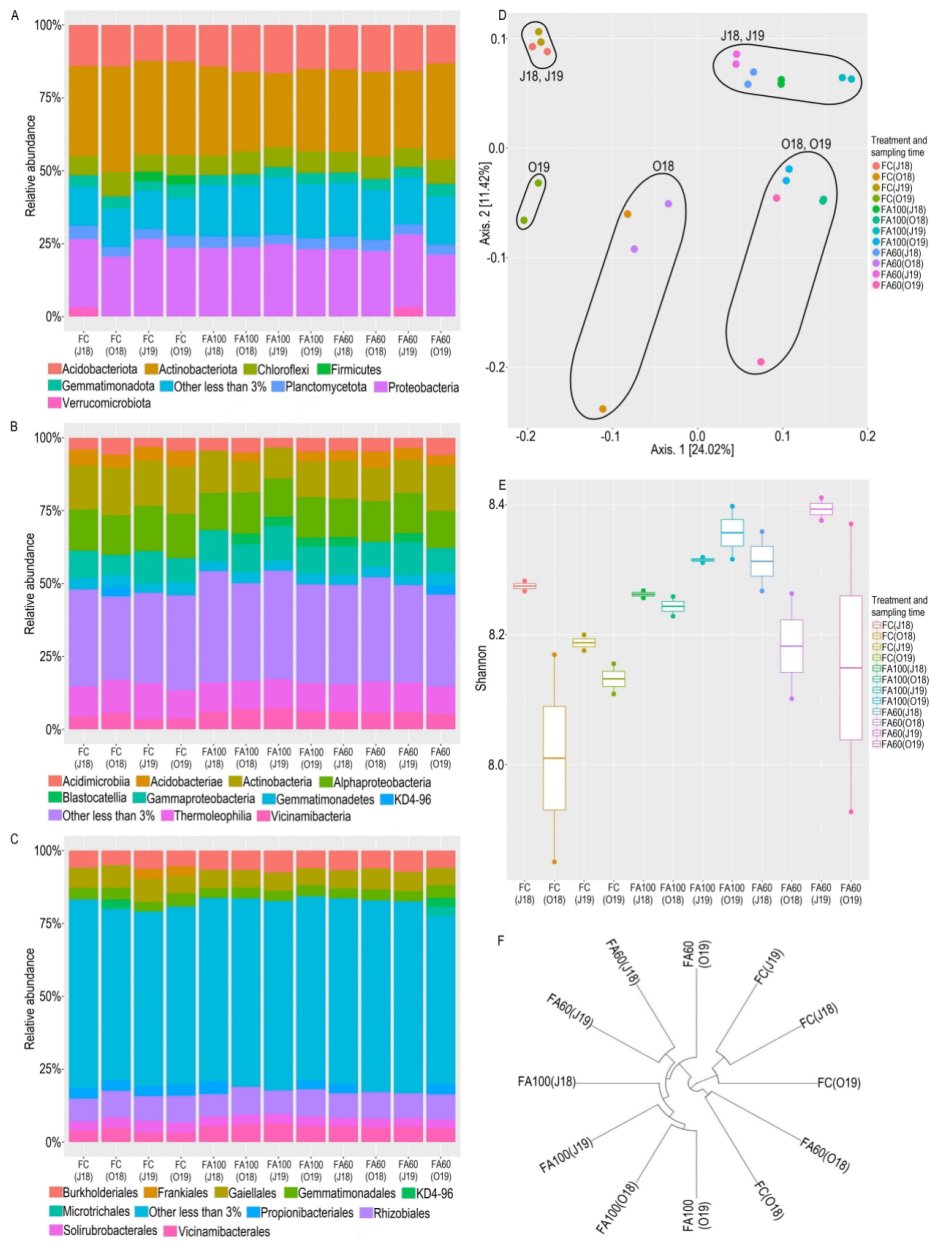 A
Relative abundance
100%
75%
50%
25%
0%
FC (J18)
FC (O18)
FC (J19)
FC (O19)
FA100 (J18)
FA100 (O18)
FA100 (J19)
FA100 (O19)
FA60 (J18)
FA60 (O18)
FA60 (J19)
FA60 (O19)
Acidobacteriota Actinobacteriota Chloroflexi Firmicutes
Gemmatimonadota Other less than 3% Planctomycetota Proteobacteria
Verrucomicrobiota
B
Relative abundance
100%
75%
50%
25%
0%
FC (J18)
FC (O18)
FC (J19)
FC (O19)
FA100 (J18)
FA100 (O18)
FA100 (J19)
FA100 (O19)
FA60 (J18)
FA60 (O18)
FA60 (J19)
FA60 (O19)
Acidimicrobiia Acidobacteriae Actinobacteria Alphaproteobacteria
Blastocatellia Gammaproteobacteria Gemmatimonadetes KD4-96
Other less than 3% Thermoleophilia Vicinamibacteria
C
Relative abundance
100%
75%
50%
25%
0%
FC (J18)
FC (O18)
FC (J19)
FC (O19)
FA100 (J18)
FA100 (O18)
FA100 (J19)
FA100 (O19)
FA60 (J18)
FA60 (O18)
FA60 (J19)
FA60 (O19)
Burkholderiales Frankiales Gaiellales Gemmatimonadales KD4-96
Microtrichales Other less than 3% Propionibacteriales Rhizobiales
Solirubrobacterales Vicinamibacterales
D
Axis. 2 [11.42%]
0.1
0.0
-0.1
-0.2
J18, J19
J18, J19
O19
O18
O18, O19
-0.2 -0.1 0.0 0.1 0.2
Axis. 1 [24.02%]
Treatment and
sampling time
FC(J18)
FC(O18)
FC(J19)
FC(O19)
FA100(J18)
FA100(O18)
FA100(J19)
FA100(O19)
FA60(J18)
FA60(O18)
FA60(J19)
FA60(O19)
E
Shannon
8.4
8.2
8.0
FC (J18)
FC (O18)
FC (J19)
FC (O19)
FA100 (J18)
FA100 (O18)
FA100 (J19)
FA100 (O19)
FA60 (J18)
FA60 (O18)
FA60 (J19)
FA60 (O19)
Treatment and
sampling time
FC(J18)
FC(O18)
FC(J19)
FC(O19)
FA100(J18)
FA100(O18)
FA100(J19)
FA100(O19)
FA60(J18)
FA60(O18)
FA60(J19)
FA60(O19)
F
FA60(J18)
FA60 (O19)
FC(J19)
FA60(J19)
FC(J18)
FA100(J18)
FC(O19)
FA100(J19)
FA60(O18)
FA100(O18)
FA100 (O19)
FC(O18)